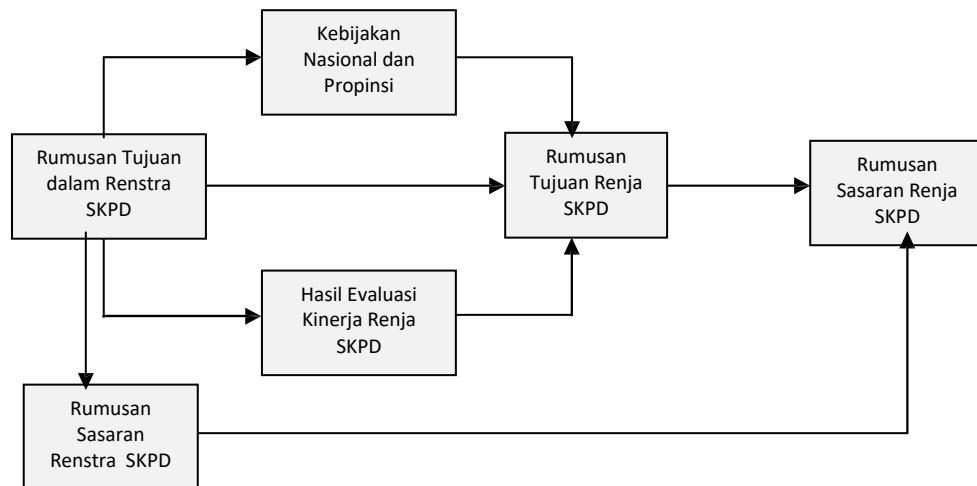 Kebijakan
Nasional dan
Propinsi
Rumusan Tujuan
dalam Renstra
SKPD
Rumusan
Tujuan Renja
SKPD
Rumusan
Sasaran Renja
SKPD
Hasil Evaluasi
Kinerja Renja
SKPD
Rumusan
Sasaran
Renstra SKPD